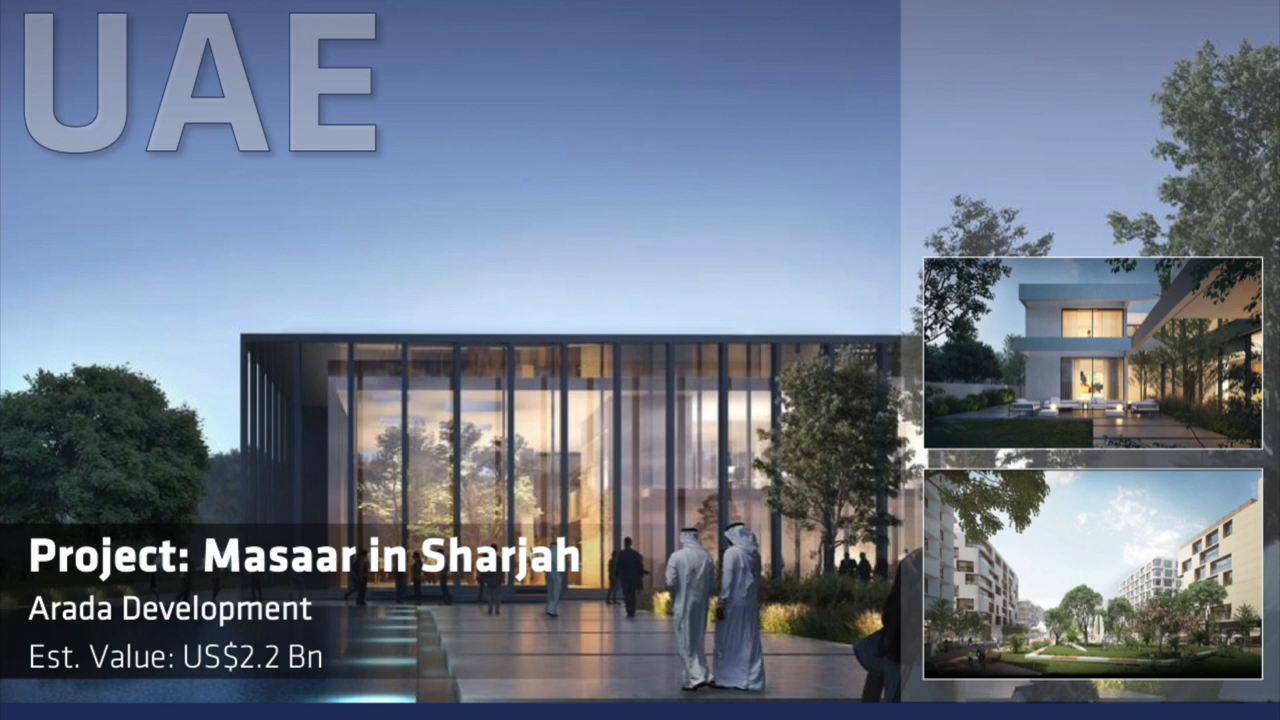 UAE
Project: Masaar in Sharjah
Arada Development
Est. Value: US$2.2 Bn